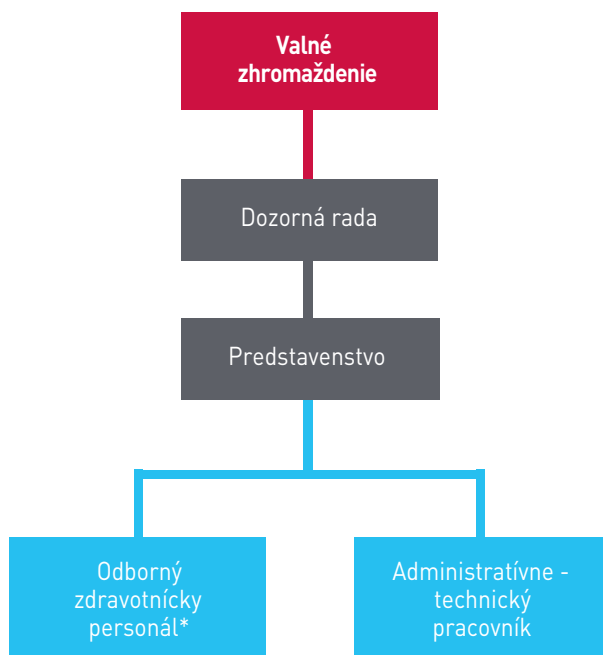 Valné
zhromaždenie
Dozorná rada
Predstavenstvo
Odborný
zdravotnícky
personál*
Administratívne -
technický
pracovník